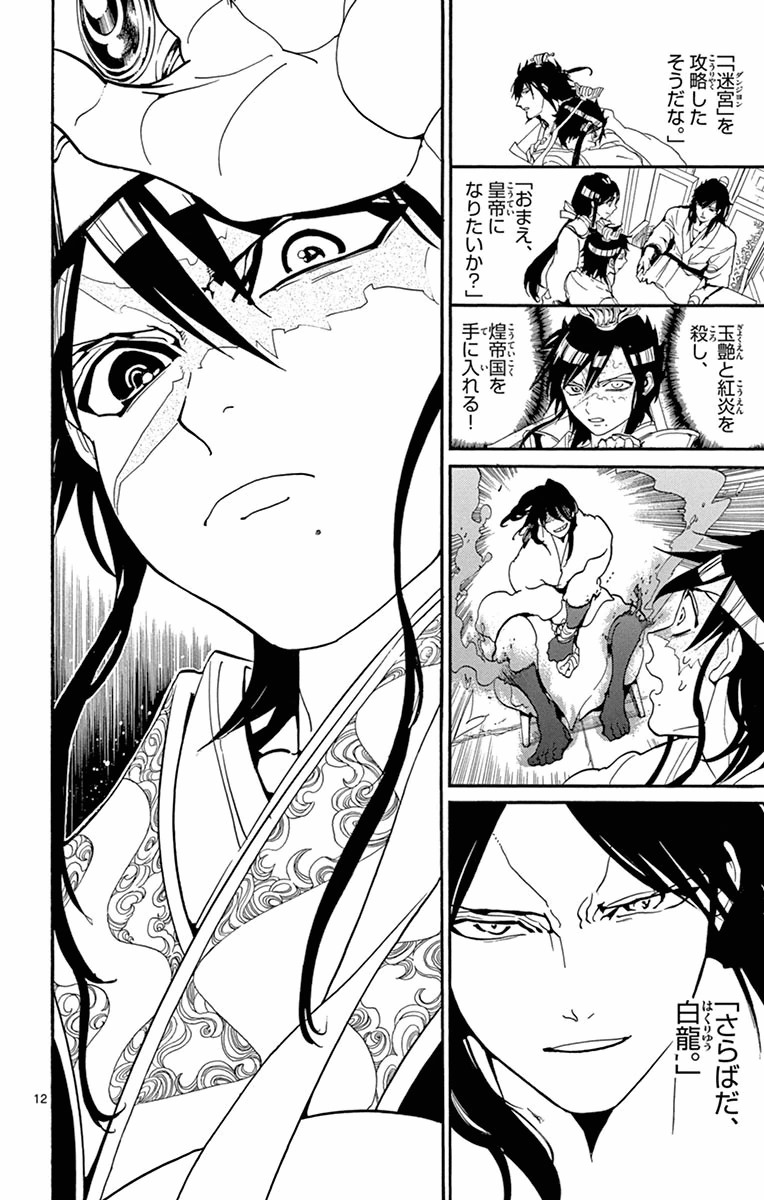 「「迷宮」を
攻略した
そうだな。」
「おまえ、
皇帝に
なりたいか？」
玉艶と紅炎を
殺し、
煌帝国を
手に入れる！
「さらばだ、
白龍。」
12